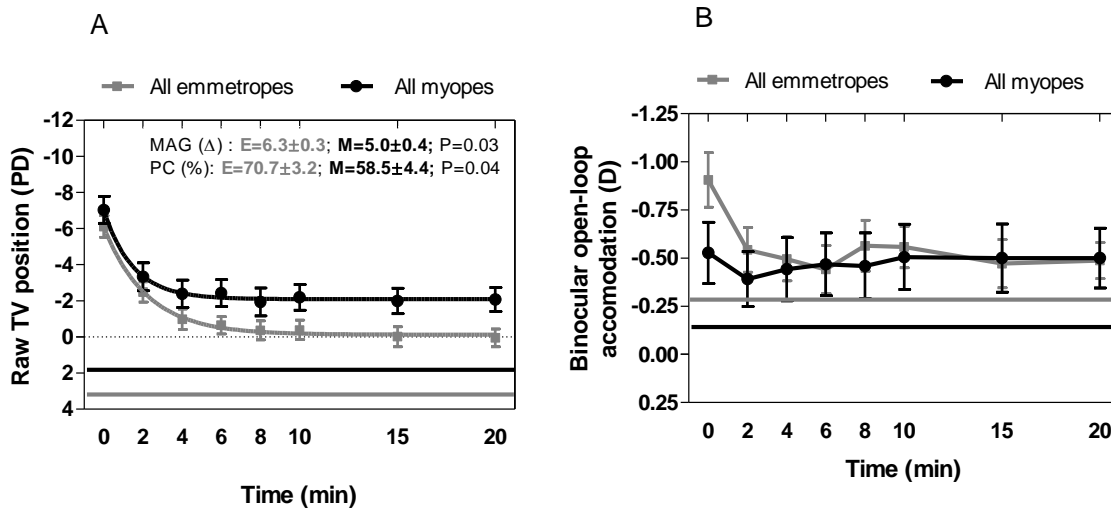 A
All emmetropes All myopes
MAG (Δ) : E=6.3±0.3; M=5.0±0.4; P=0.03
PC (%): E=70.7±3.2; M=58.5±4.4; P=0.04
Raw TV position (PD)
-12
-8
-6
-4
-2
0
2
4
0 2 4 6 8 10 15 20
Time (min)
B
All emmetropes All myopes
Binocular open-loop
accomodation (D)
-1.25
-1.00
-0.75
-0.50
-0.25
0.00
0.25
0 2 4 6 8 10 15 20
Time (min)